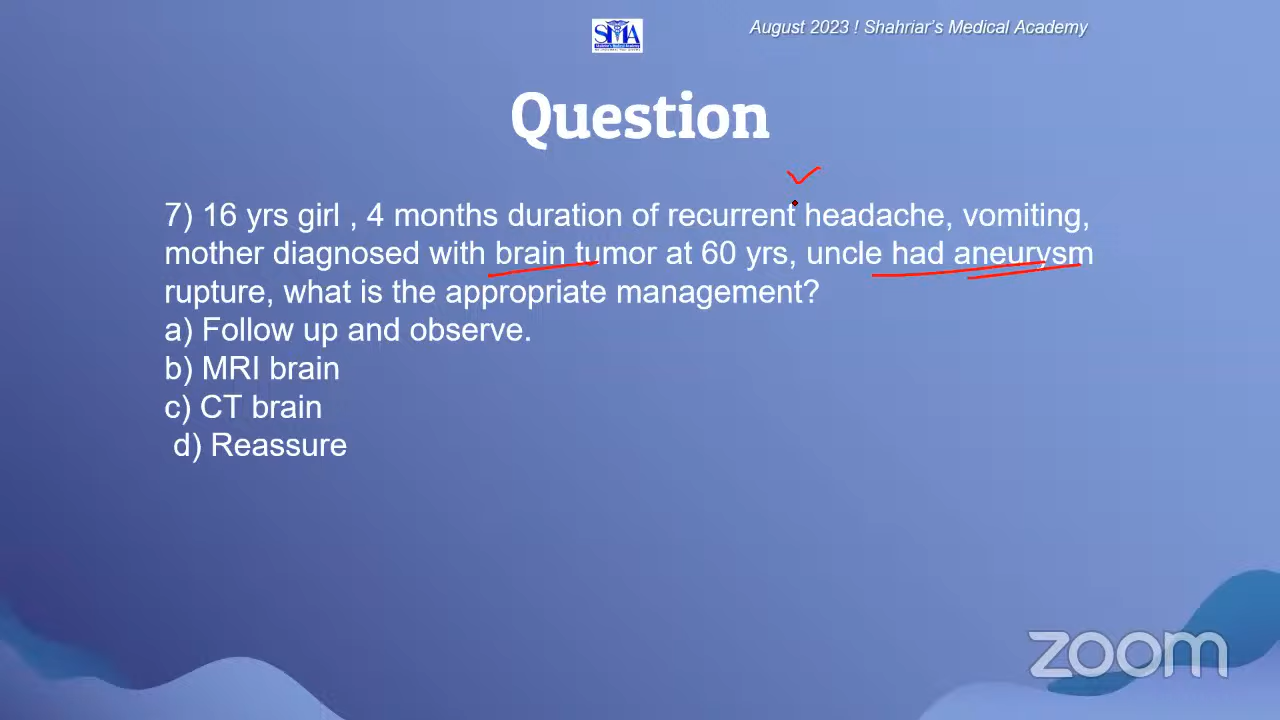 SMA
August 2023 ! Shahriar's Medical Academy
Question
7) 16 yrs girl , 4 months duration of recurrent headache, vomiting,
mother diagnosed with brain tumor at 60 yrs, uncle had aneurysm
rupture, what is the appropriate management?
a) Follow up and observe.
b) MRI brain
c) CT brain
d) Reassure
zoom